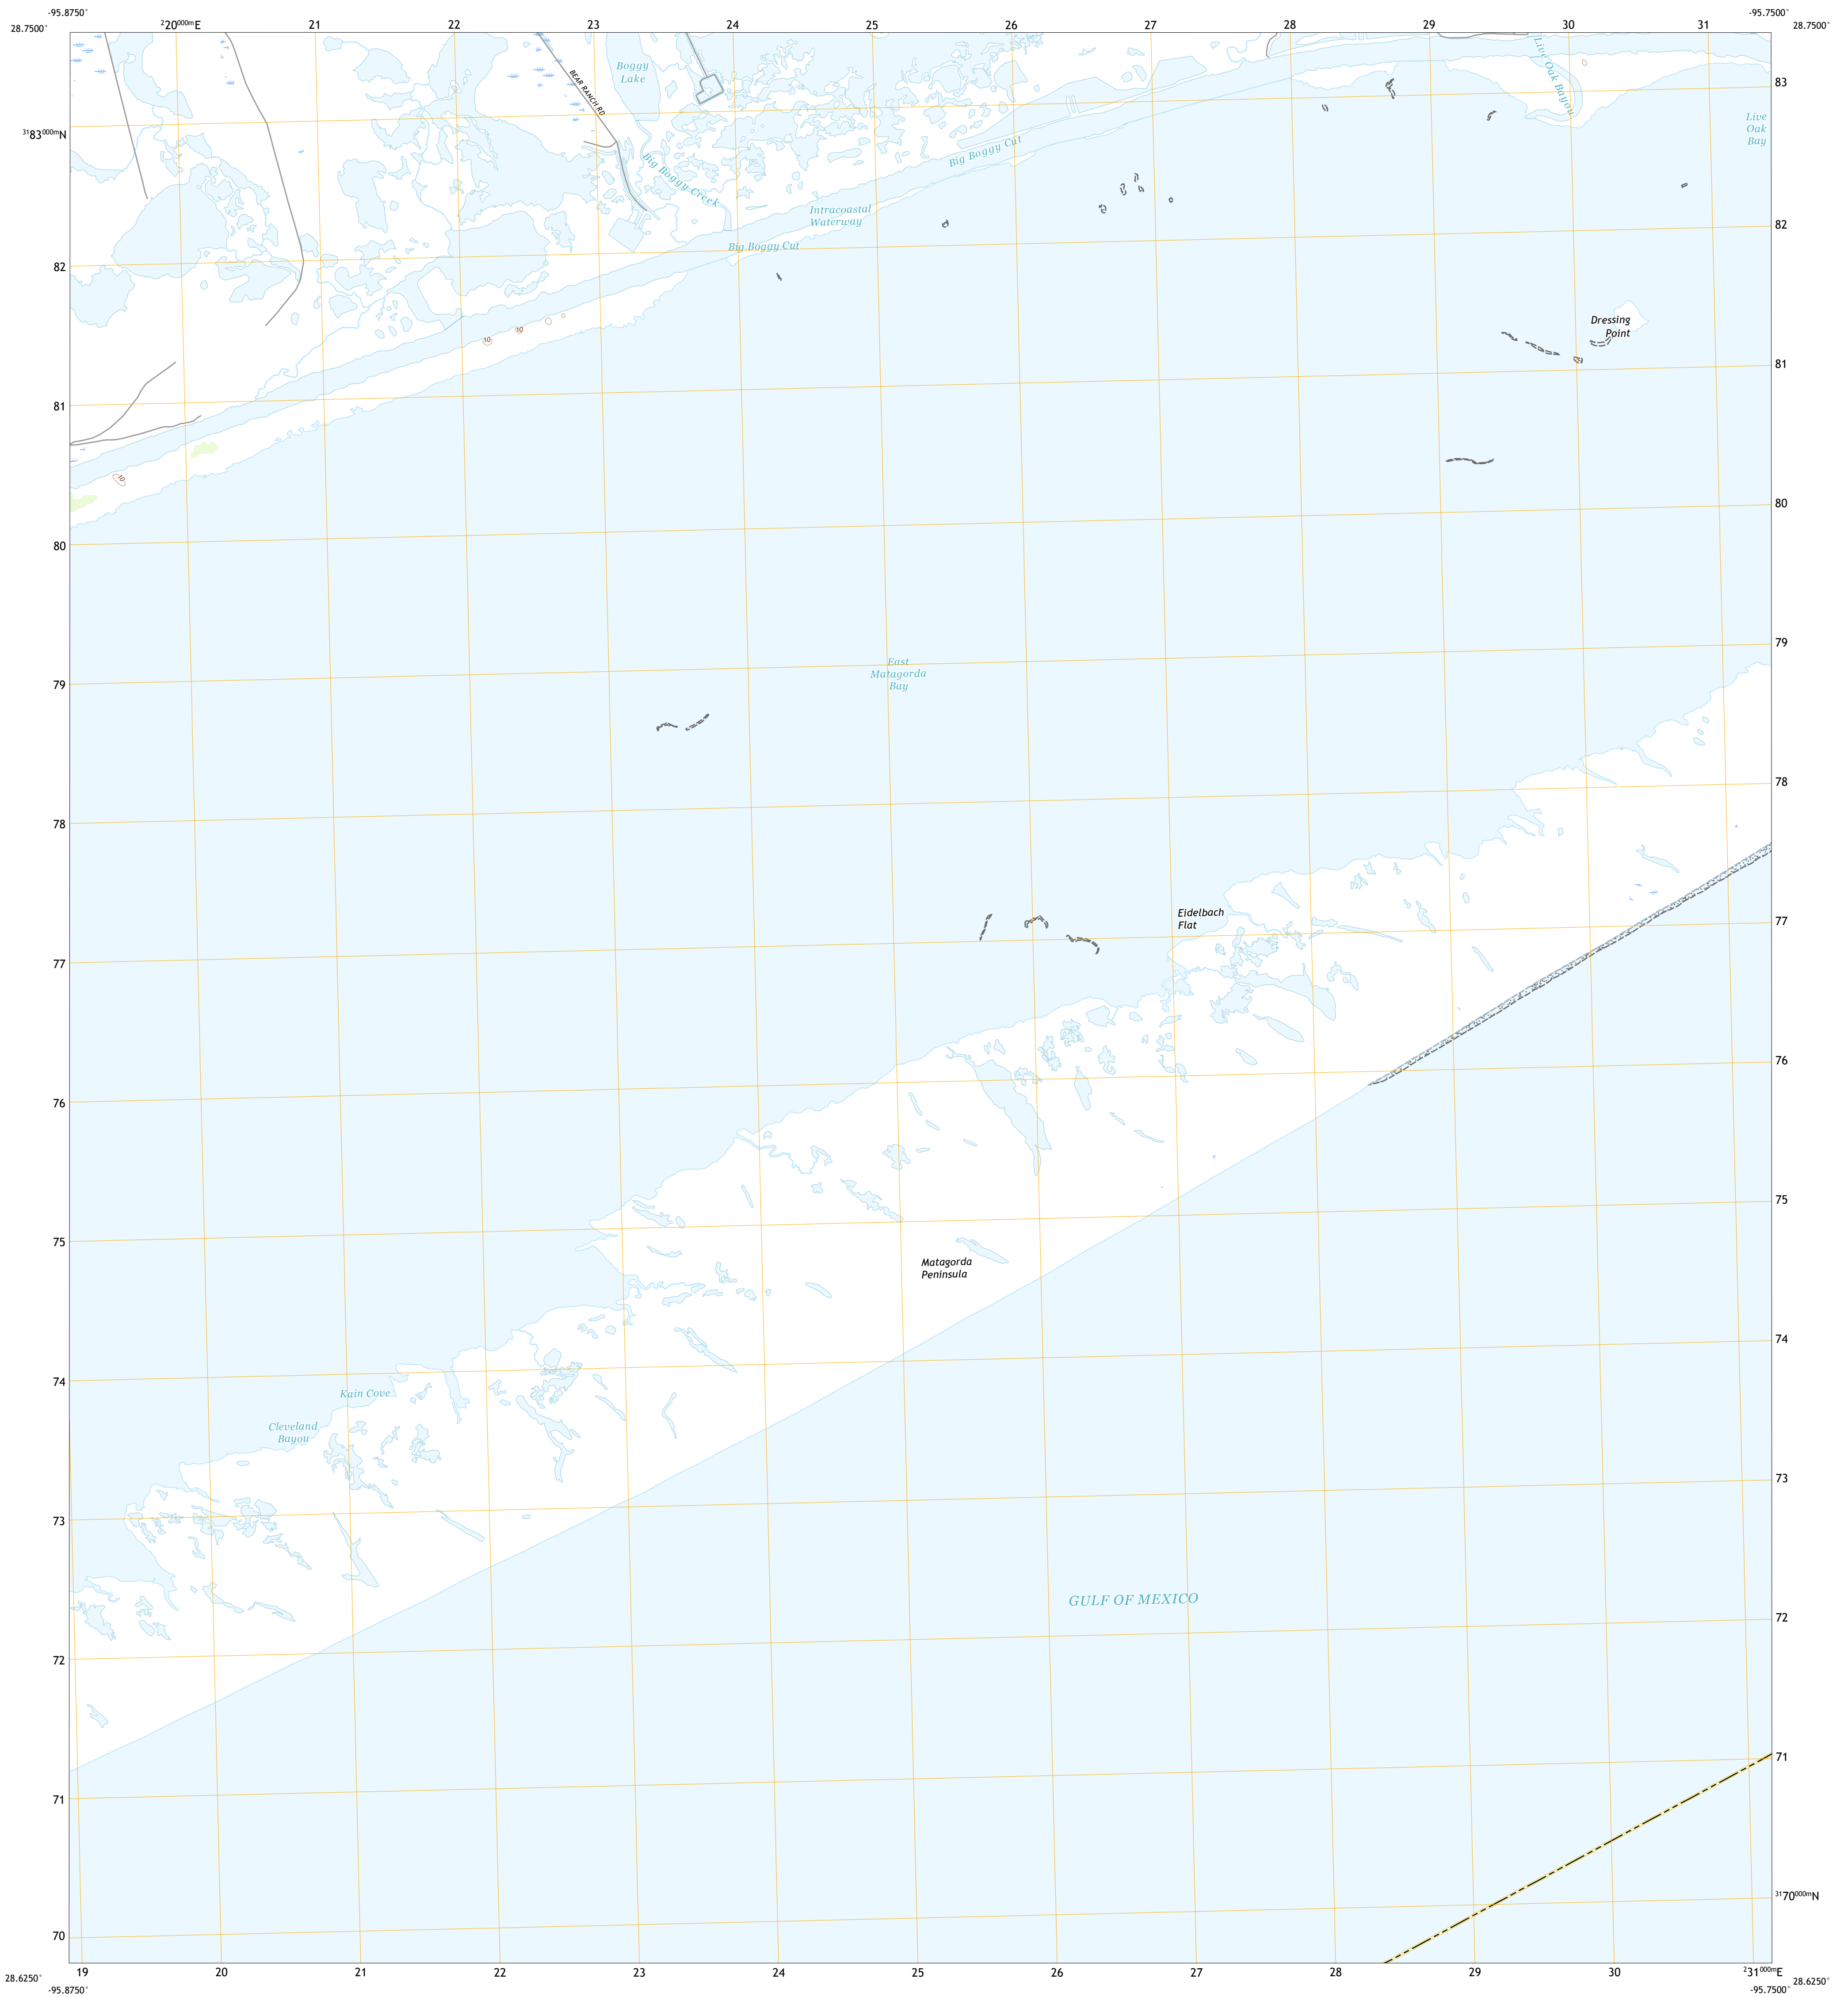 -95.8750°
-95.7500°
28.7500°
²20⁰⁰⁰ᵐE
21
22
23
24
25
26
27
28
29
30
31
28.7500°
Boggy
Lake
BEAR RANCH RD
Live Oak Bayou
83
³¹83⁰⁰⁰ᵐN
Live
Oak
Bay
Big Boggy Cut
Big Boggy Creek
Intracoastal
Waterway
82
Big Boggy Cut
82
Dressing
Point
10
10
81
81
10
80
80
79
East
Matagorda
Bay
79
78
78
Eidelbach
Flat
77
77
76
76
75
75
Matagorda
Peninsula
74
74
Kain Cove
Cleveland
Bayou
73
73
GULF OF MEXICO
72
72
71
71
³¹70⁰⁰⁰ᵐN
70
19
20
21
22
23
24
25
26
27
28
29
30
²31⁰⁰⁰ᵐE
28.6250°
28.6250°
-95.8750°
-95.7500°